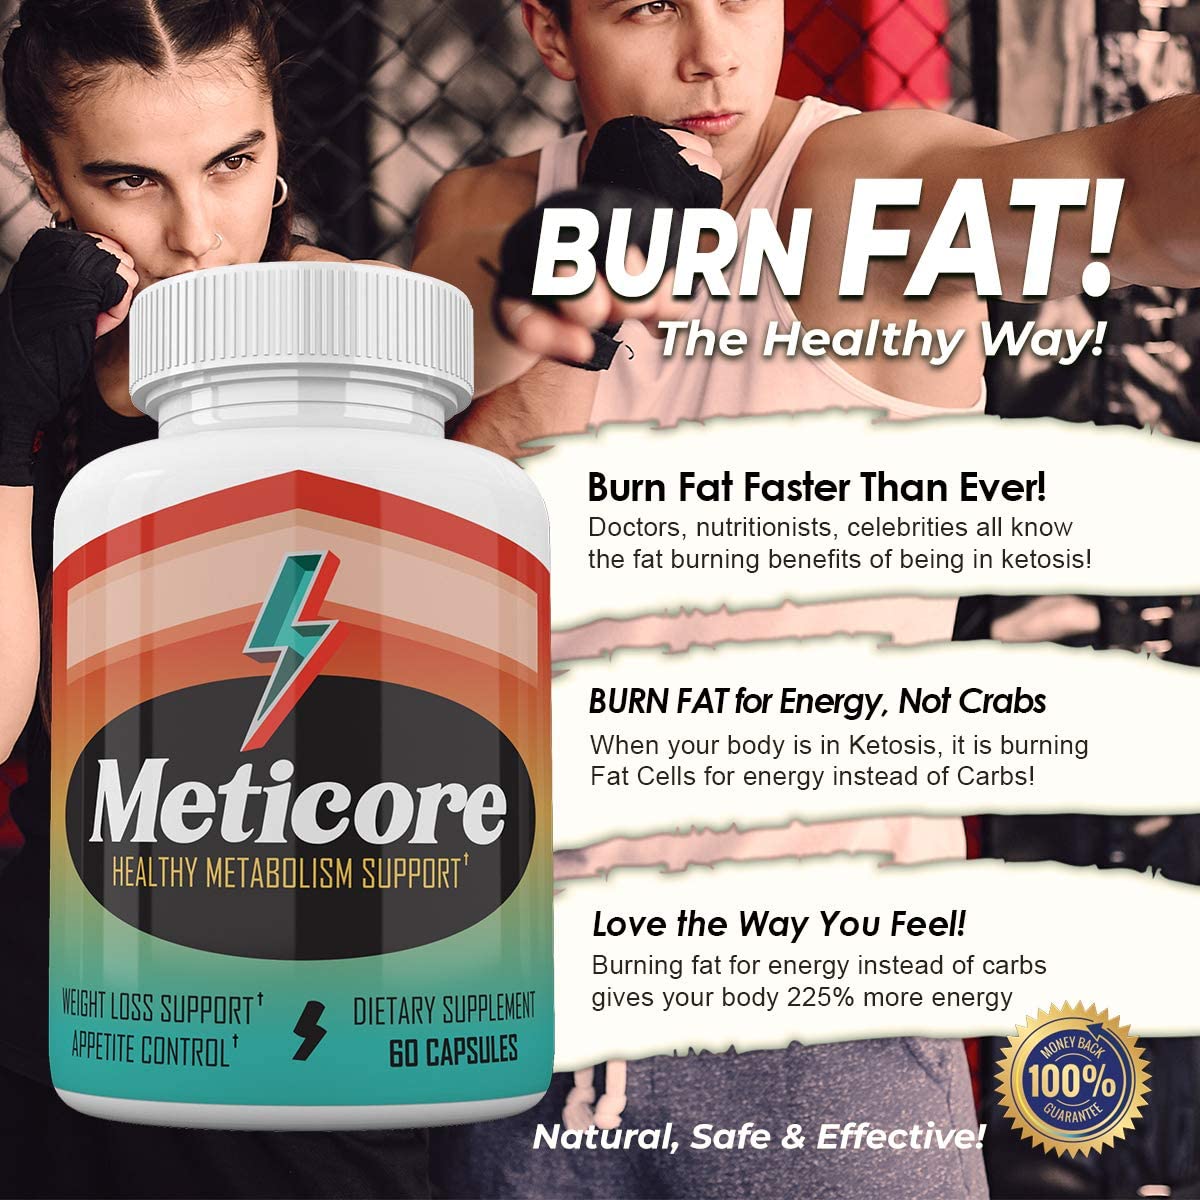 BURN FAT!
The Healthy Way!
Burn Fat Faster Than Ever!
Doctors, nutritionists, celebrities all know
the fat burning benefits of being in ketosis!
BURN FAT for Energy, Not Crabs
When your body is in Ketosis, it is burning
Fat Cells for energy instead of Carbs!
Love the Way You Feel!
Burning fat for energy instead of carbs
gives your body 225% more energy
MONEY BACK
100%
GUARANTEE
Natural, Safe & Effective!
Meticore
HEALTHY METABOLISM SUPPORT†
WEIGHT LOSS SUPPORT†
APPETITE CONTROL†
DIETARY SUPPLEMENT
60 CAPSULES